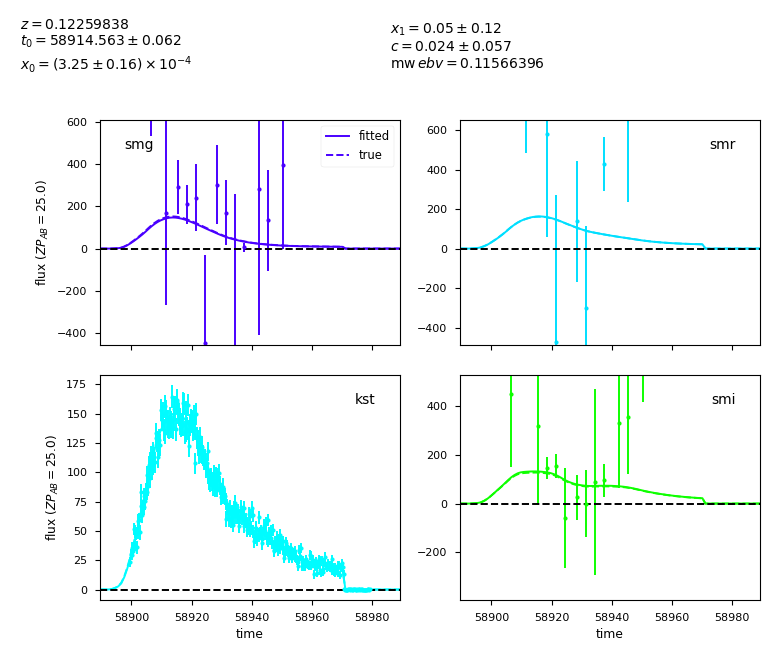 z = 0.12259838
t₀ = 58914.563 ± 0.062
x₀ = (3.25 ± 0.16) × 10⁻⁴
x₁ = 0.05 ± 0.12
c = 0.024 ± 0.057
mw ebv = 0.11566396
smg
fitted
true
600
400
200
0
−200
−400
flux (ZP_AB = 25.0)
smr
600
400
200
0
−200
−400
kst
175
150
125
100
75
50
25
0
flux (ZP_AB = 25.0)
58900 58920 58940 58960 58980
time
smi
400
200
0
−200
58900 58920 58940 58960 58980
time